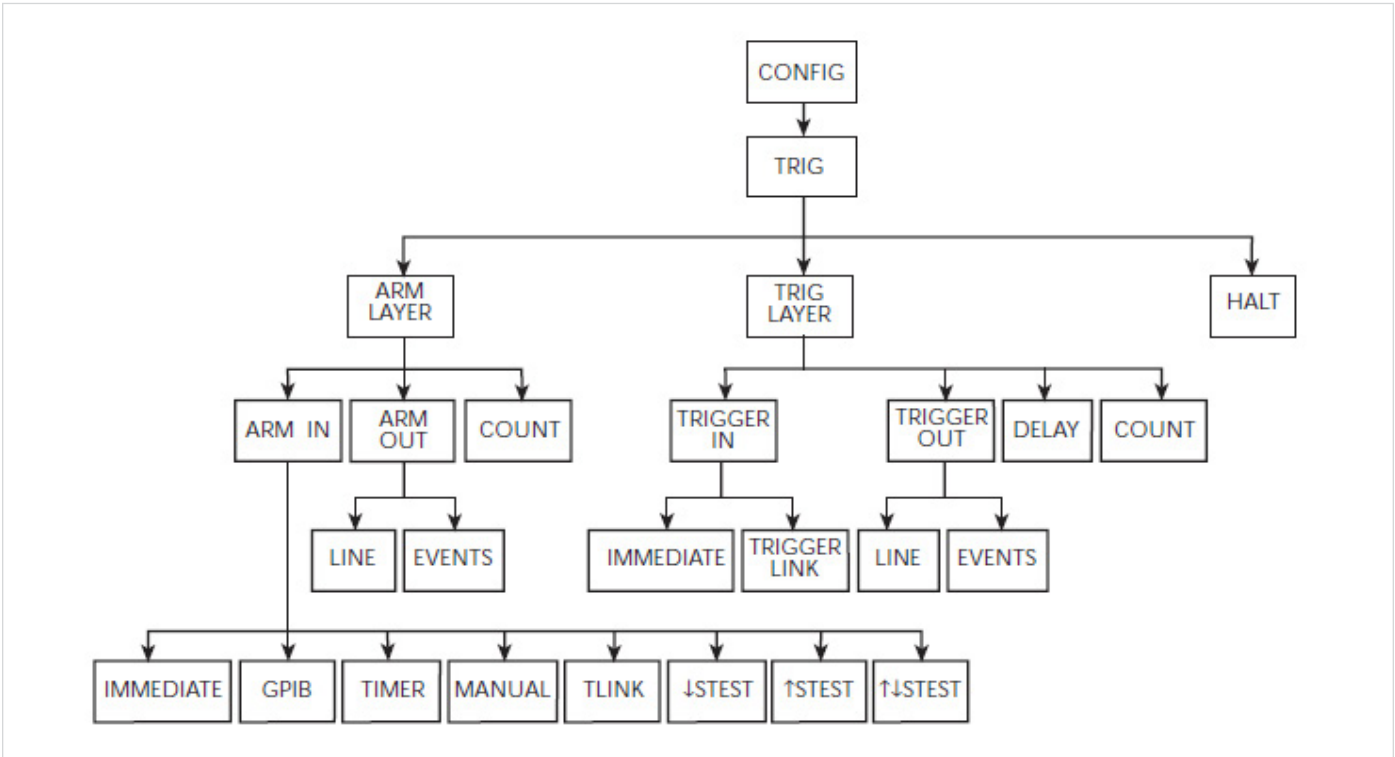 CONFIG
TRIG
ARM
LAYER
TRIG
LAYER
HALT
ARM IN
ARM
OUT
COUNT
TRIGGER
IN
TRIGGER
OUT
DELAY
COUNT
LINE
EVENTS
IMMEDIATE
TRIGGER
LINK
LINE
EVENTS
IMMEDIATE
GPIB
TIMER
MANUAL
TLINK
↓STEST
↑STEST
↑↓STEST